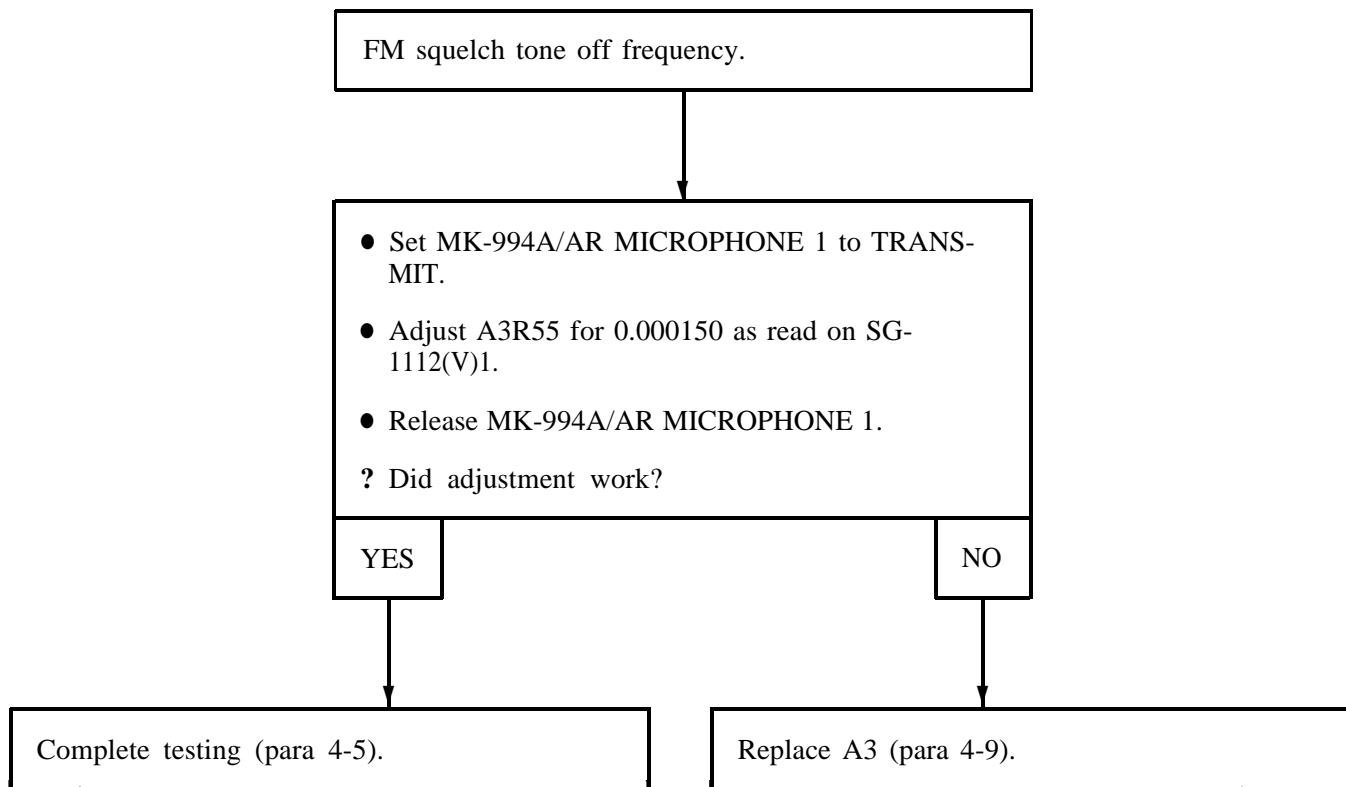 FM squelch tone off frequency.
● Set MK-994A/AR MICROPHONE 1 to TRANS-
MIT.
● Adjust A3R55 for 0.000150 as read on SG-
1112(V)1.
● Release MK-994A/AR MICROPHONE 1.
? Did adjustment work?
YES
NO
Complete testing (para 4-5).
Replace A3 (para 4-9).